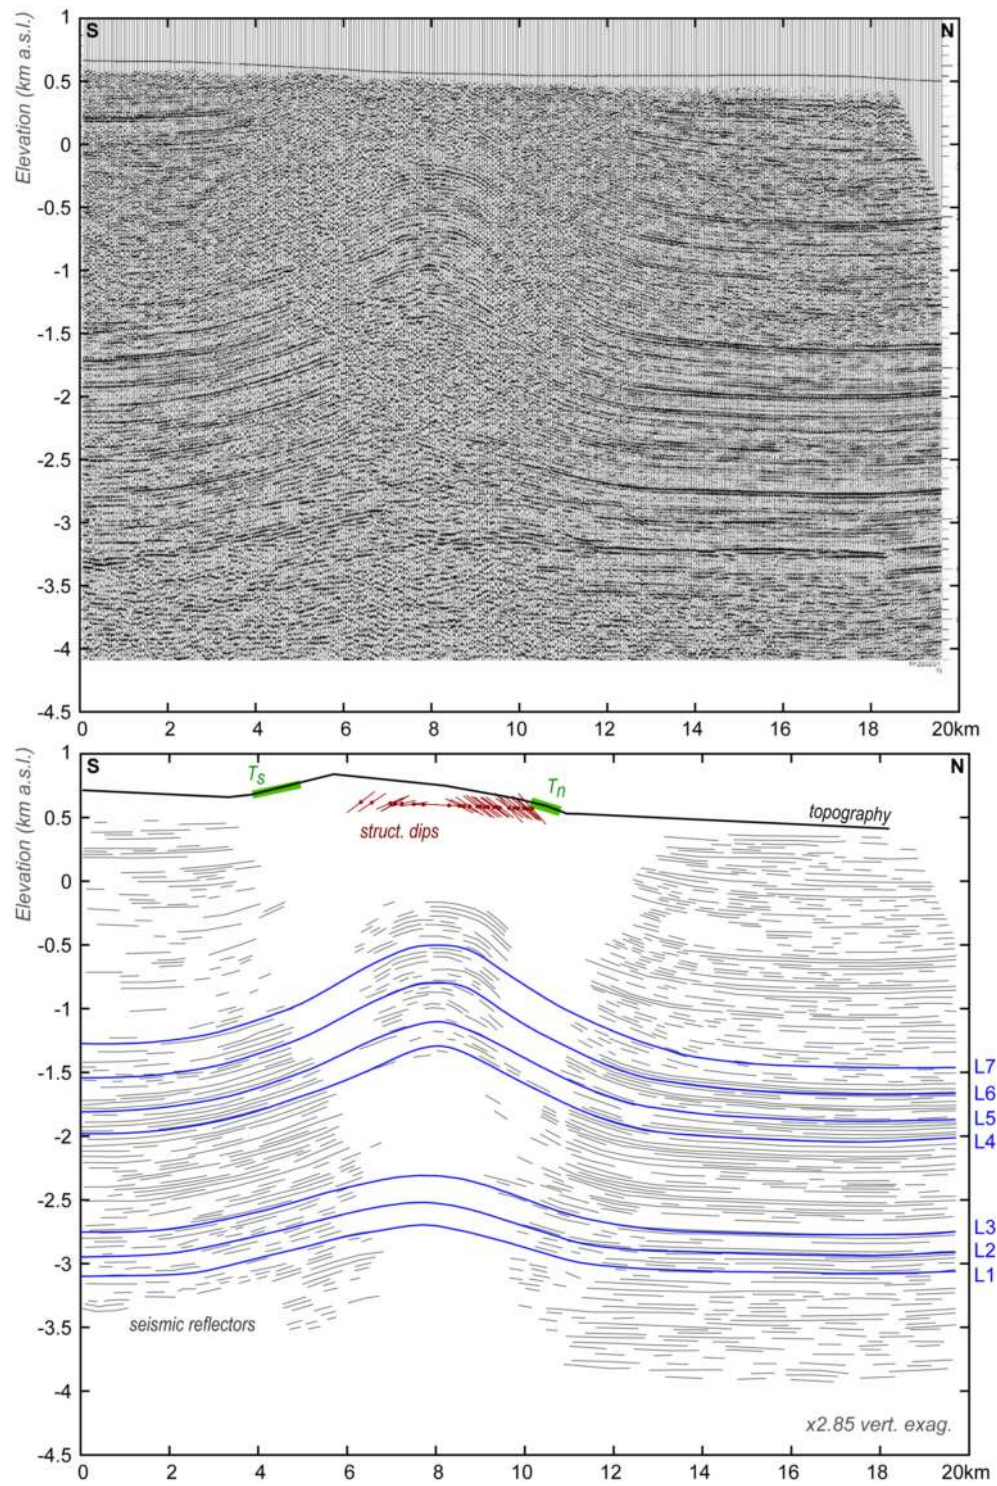 Elevation (km a.s.l.)
1
0.5
0
-0.5
-1
-1.5
-2
-2.5
-3
-3.5
-4
-4.5
S
N
0 2 4 6 8 10 12 14 16 18 20km
Elevation (km a.s.l.)
1
0.5
0
-0.5
-1
-1.5
-2
-2.5
-3
-3.5
-4
-4.5
S
N
Ts
Tn
topography
struct. dips
L7
L6
L5
L4
L3
L2
L1
seismic reflectors
x2.85 vert. exag.
0 2 4 6 8 10 12 14 16 18 20km